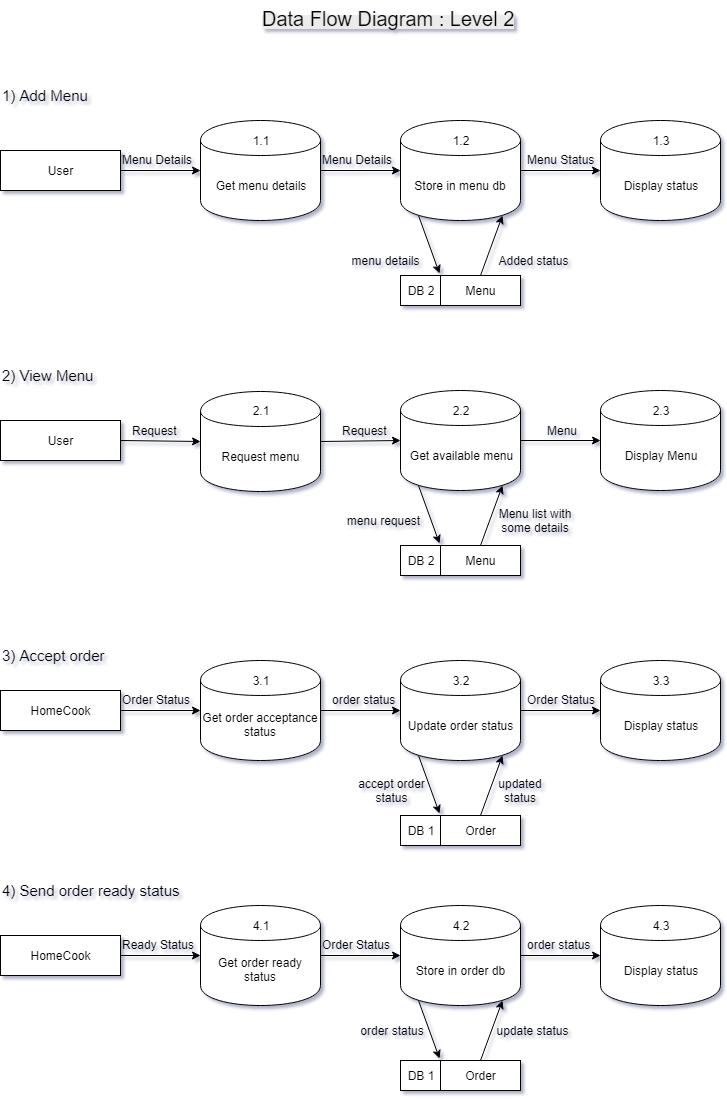 Data Flow Diagram : Level 2
1) Add Menu
User
Menu Details
1.1
Get menu details
Menu Details
1.2
Store in menu db
Menu Status
1.3
Display status
menu details
Added status
DB 2
Menu
2) View Menu
User
Request
2.1
Request menu
Request
2.2
Get available menu
Menu
2.3
Display Menu
menu request
Menu list with
some details
DB 2
Menu
3) Accept order
HomeCook
Order Status
3.1
Get order acceptance
status
order status
3.2
Update order status
Order Status
3.3
Display status
accept order
status
updated
status
DB 1
Order
4) Send order ready status
HomeCook
Ready Status
4.1
Get order ready
status
Order Status
4.2
Store in order db
order status
4.3
Display status
order status
update status
DB 1
Order